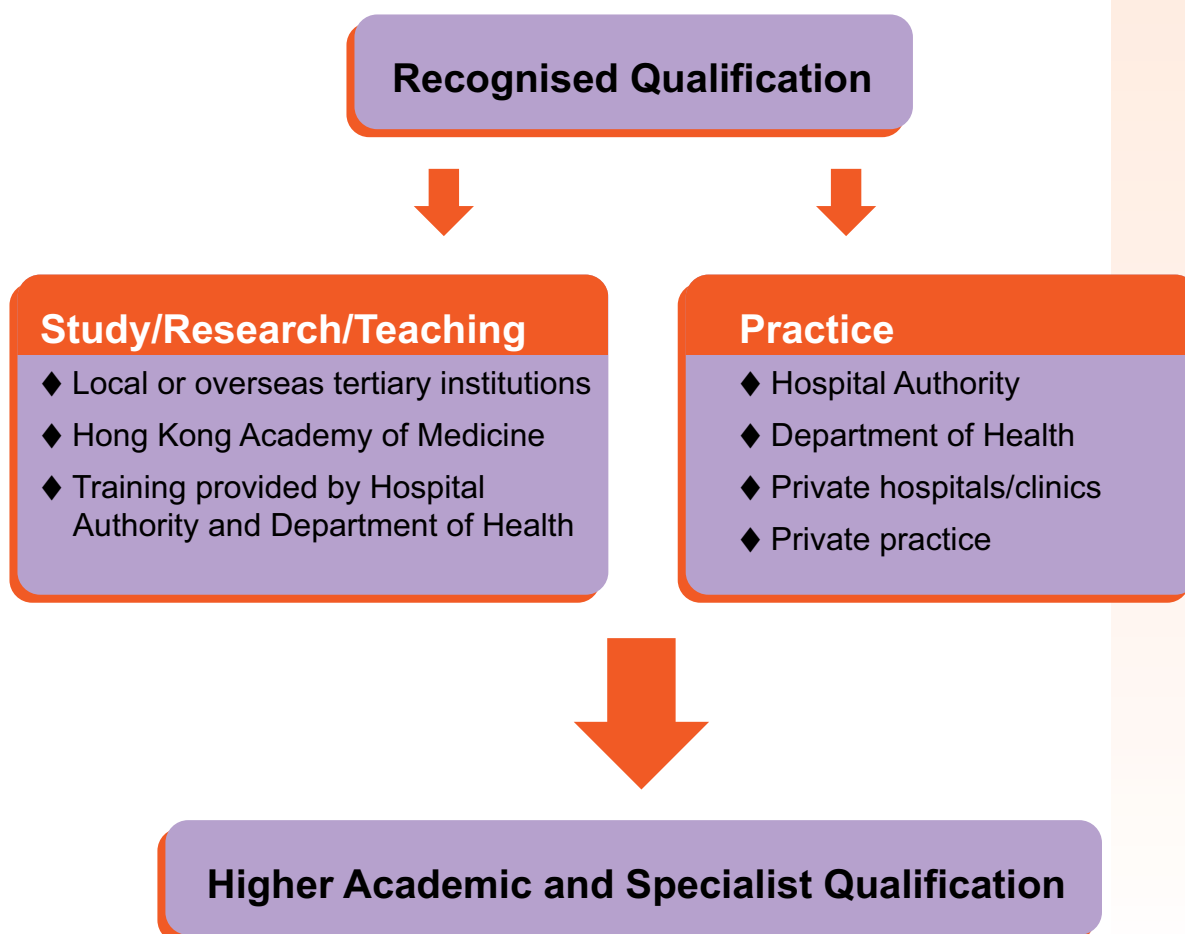 Recognised Qualification
Study/Research/Teaching
♦ Local or overseas tertiary institutions
♦ Hong Kong Academy of Medicine
♦ Training provided by Hospital
Authority and Department of Health
Practice
♦ Hospital Authority
♦ Department of Health
♦ Private hospitals/clinics
♦ Private practice
Higher Academic and Specialist Qualification